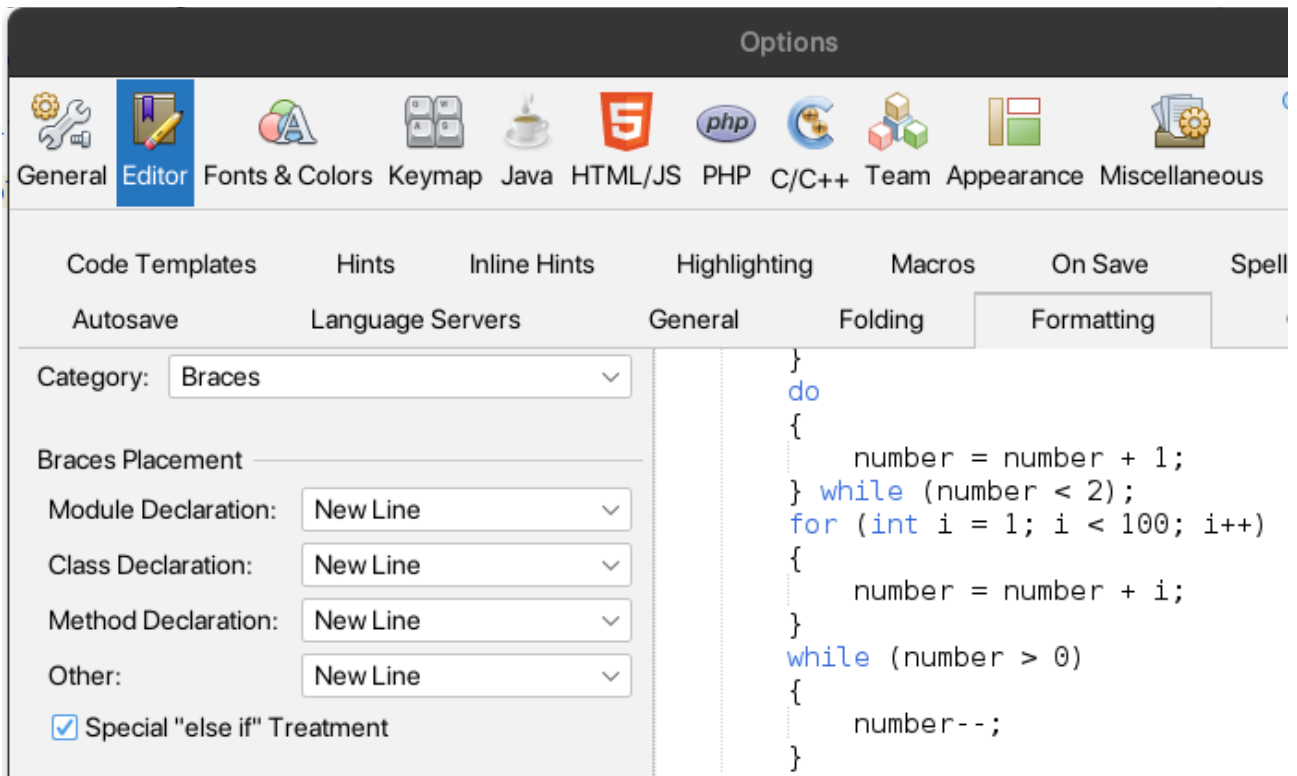 Options
php
General Editor Fonts & Colors Keymap Java HTML/JS PHP C/C++ Team Appearance Miscellaneous
Code Templates Hints Inline Hints Highlighting Macros On Save Spell
Autosave Language Servers General Folding Formatting
Category: Braces
Braces Placement
Module Declaration: New Line
Class Declaration: New Line
Method Declaration: New Line
Other: New Line
Special "else if" Treatment
}
do
{
number = number + 1;
} while (number < 2);
for (int i = 1; i < 100; i++)
{
number = number + i;
}
while (number > 0)
{
number--;
}